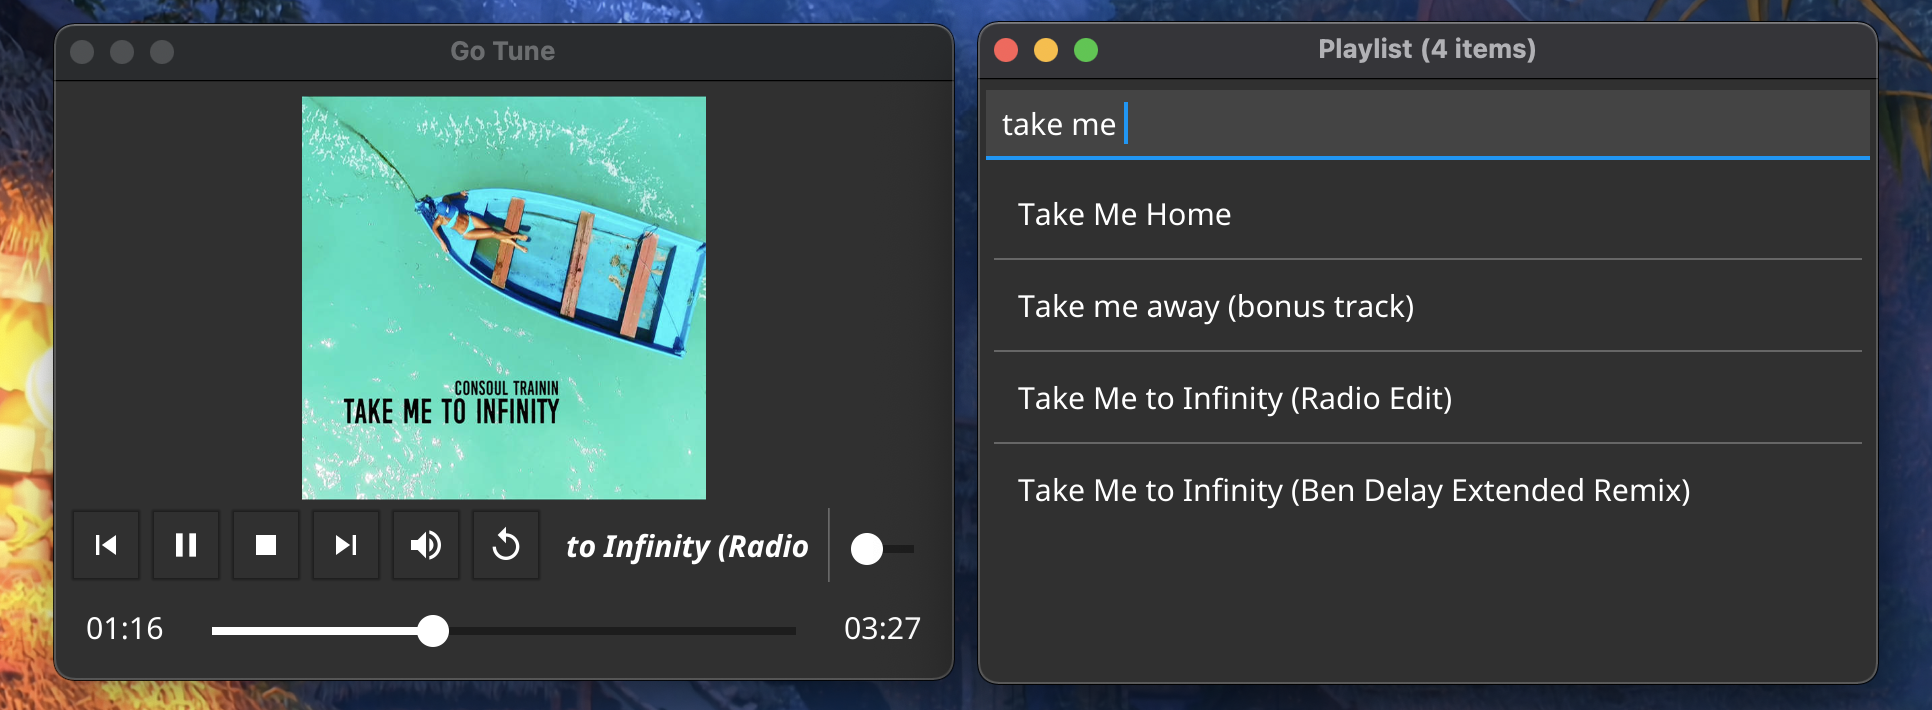 Go Tune
CONSOUL TRAININ
TAKE ME TO INFINITY
to Infinity (Radio
01:16
03:27
Playlist (4 items)
take me
Take Me Home
Take me away (bonus track)
Take Me to Infinity (Radio Edit)
Take Me to Infinity (Ben Delay Extended Remix)